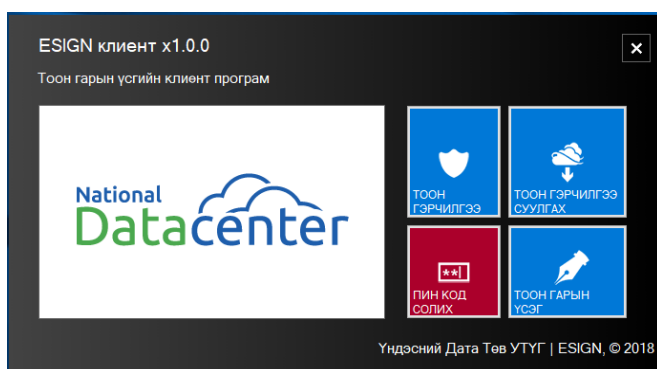 ESIGN клиент x1.0.0
Тоон гарын үсгийн клиент програм
National
Datacenter
ТООН
ГЭРЧИЛГЭЭ
ТООН ГЭРЧИЛГЭЭ
СУУЛГАХ
**
ПИН КОД
СОЛИХ
ТООН ГАРЫН
ҮСЭГ
Үндэсний Дата Төв УТҮГ | ESIGN, © 2018